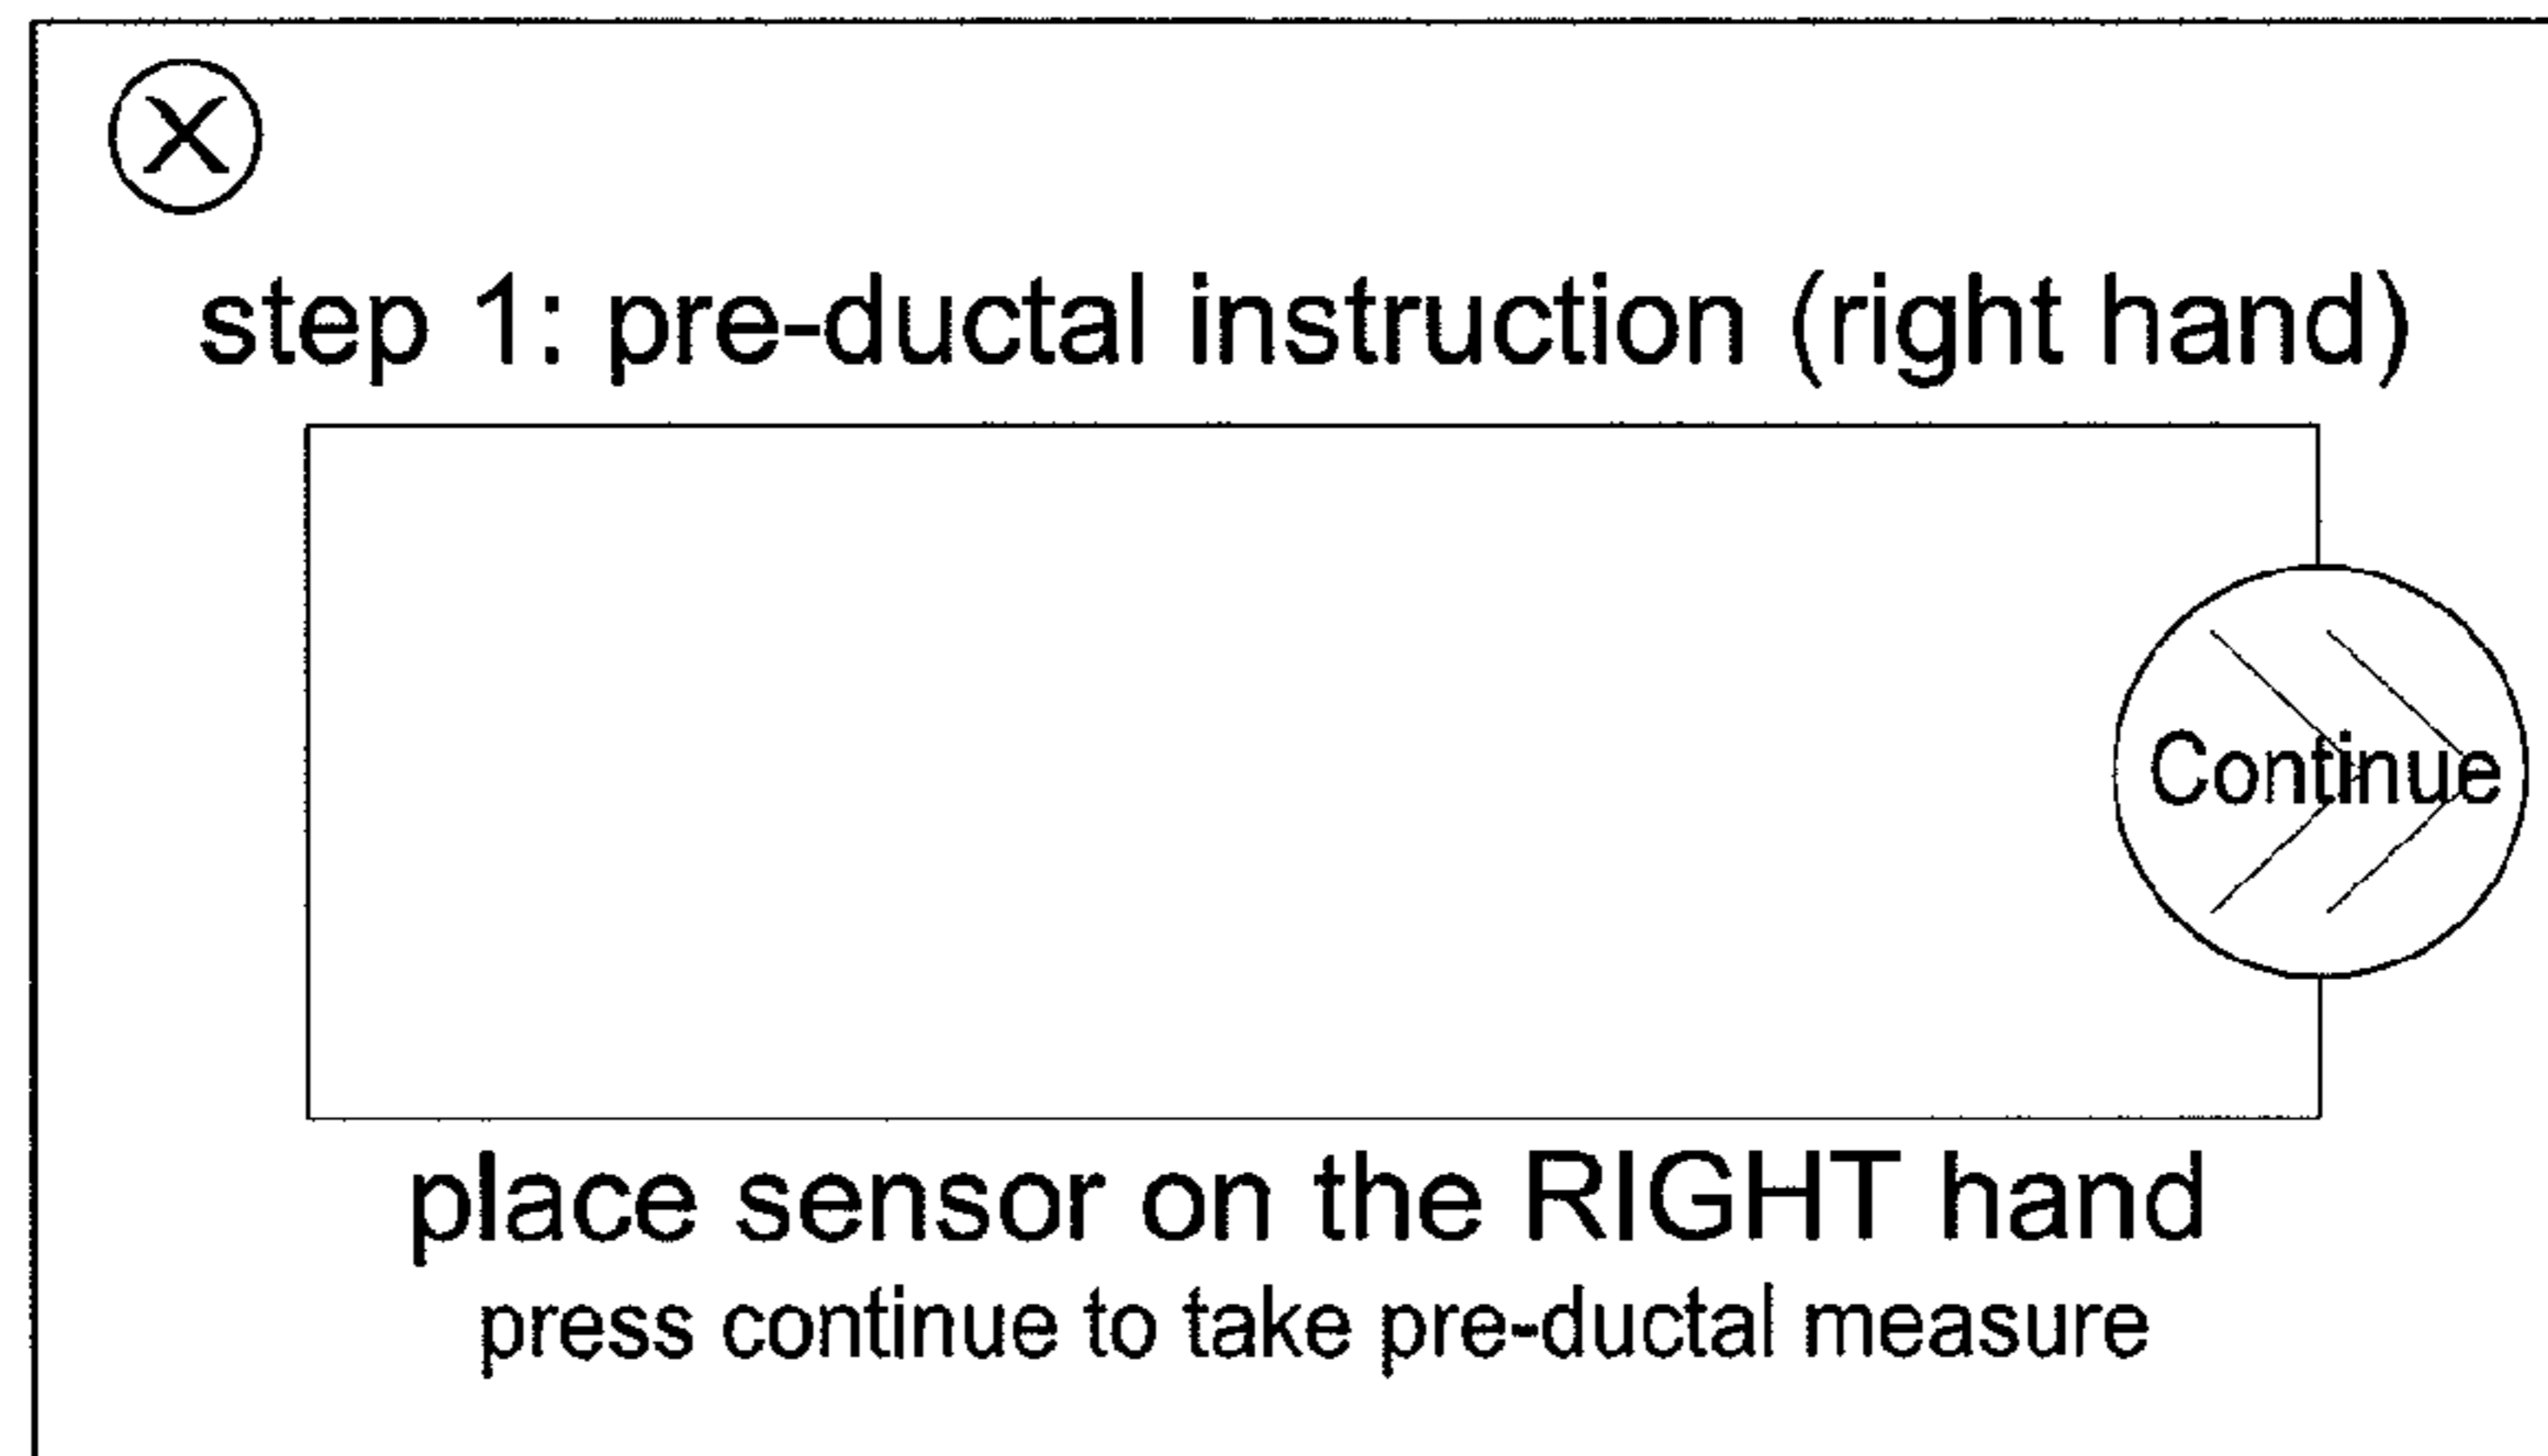 X
step 1: pre-ductal instruction (right hand)
Continue
place sensor on the RIGHT hand
press continue to take pre-ductal measure